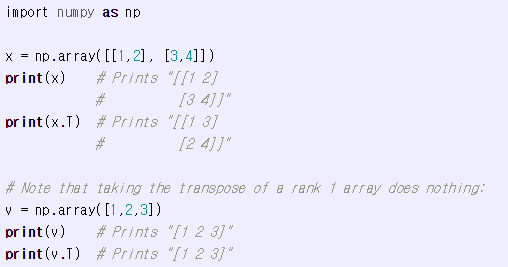 import numpy as np
x = np.array([[1,2], [3,4]])
print(x)    # Prints "[[1 2]
            #          [3 4]]"
print(x.T)  # Prints "[[1 3]
            #          [2 4]]"
# Note that taking the transpose of a rank 1 array does nothing:
v = np.array([1,2,3])
print(v)    # Prints "[1 2 3]"
print(v.T)  # Prints "[1 2 3]"